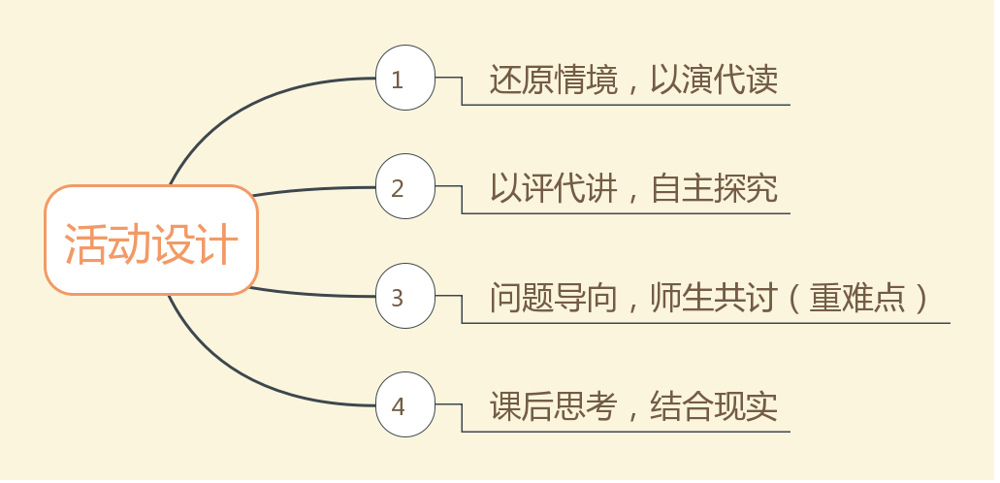 活动设计
1
还原情境，以演代读
2
以评代讲，自主探究
3
问题导向，师生共讨（重难点）
4
课后思考，结合现实